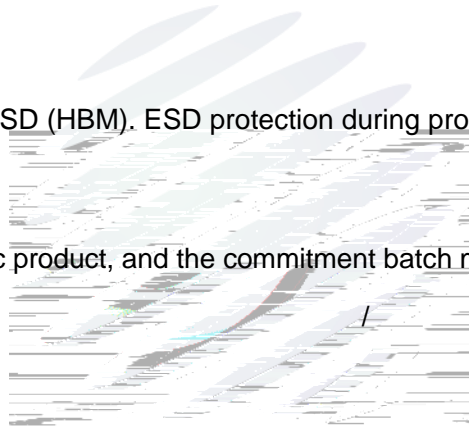 SD (HBM). ESD protection during pro
c product, and the commitment batch
/